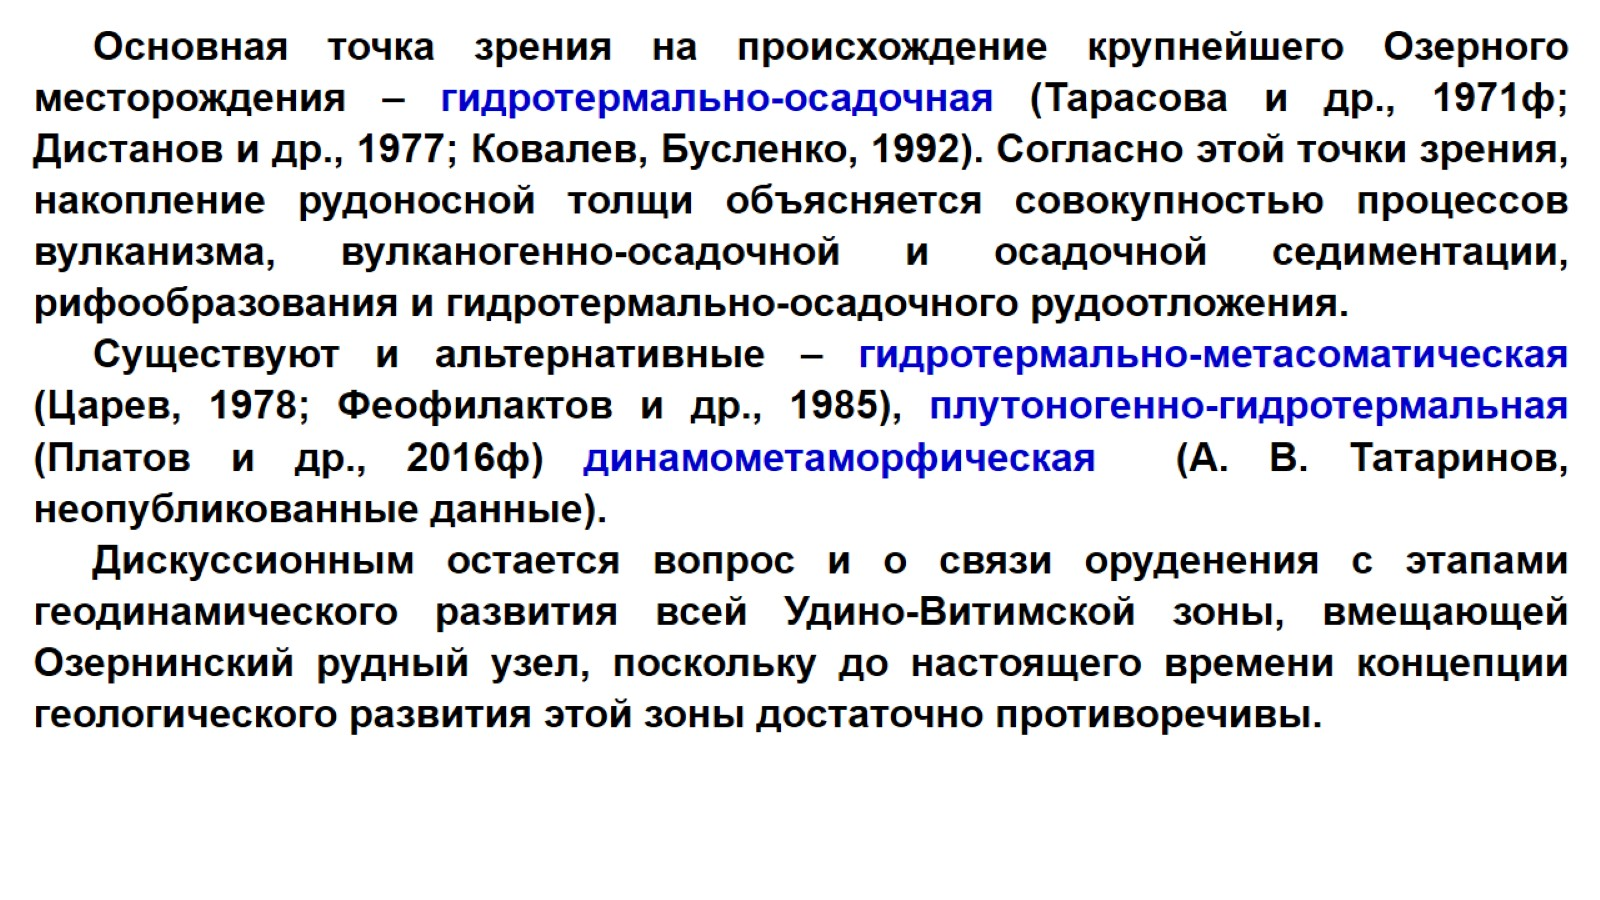 Основная точка зрения на происхождение крупнейшего Озерного
месторождения – гидротермально-осадочная (Тарасова и др., 1971ф;
Дистанов и др., 1977; Ковалев, Бусленко, 1992). Согласно этой точки зрения,
накопление рудоносной толщи объясняется совокупностью процессов
вулканизма, вулканогенно-осадочной и осадочной седиментации,
рифообразования и гидротермально-осадочного рудоотложения.
Существуют и альтернативные – гидротермально-метасоматическая
(Царев, 1978; Феофилактов и др., 1985), плутоногенно-гидротермальная
(Платов и др., 2016ф) динамометаморфическая (А. В. Татаринов,
неопубликованные данные).
Дискуссионным остается вопрос и о связи оруденения с этапами
геодинамического развития всей Удино-Витимской зоны, вмещающей
Озернинский рудный узел, поскольку до настоящего времени концепции
геологического развития этой зоны достаточно противоречивы.